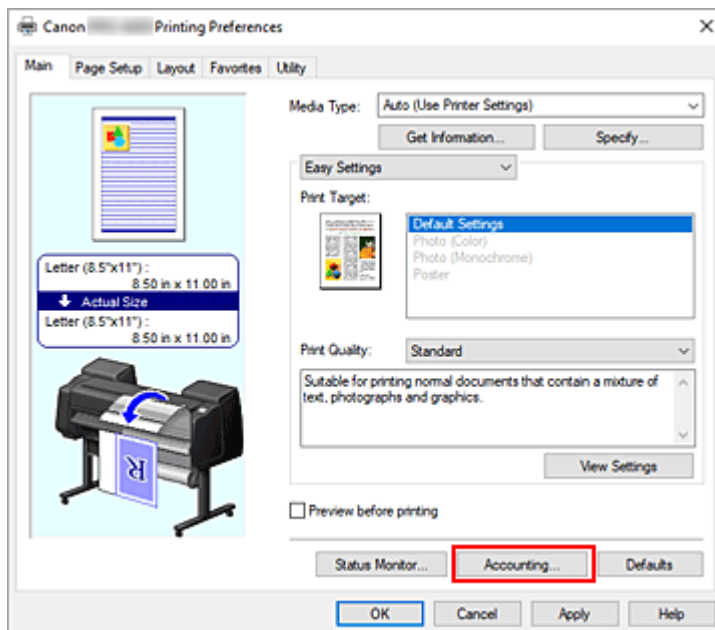 Canon Printing Preferences
Main Page Setup Layout Favorites Utility
Media Type: Auto (Use Printer Settings)
Get Information... Specify...
Easy Settings
Print Target:
Default Settings
Photo (Color)
Photo (Monochrome)
Poster
Letter (8.5"x11") :
8.50 in x 11.00 in
Actual Size
Letter (8.5"x11") :
8.50 in x 11.00 in
Print Quality: Standard
Suitable for printing normal documents that contain a mixture of
text, photographs and graphics.
View Settings
R
Preview before printing
Status Monitor... Accounting... Defaults
OK Cancel Apply Help